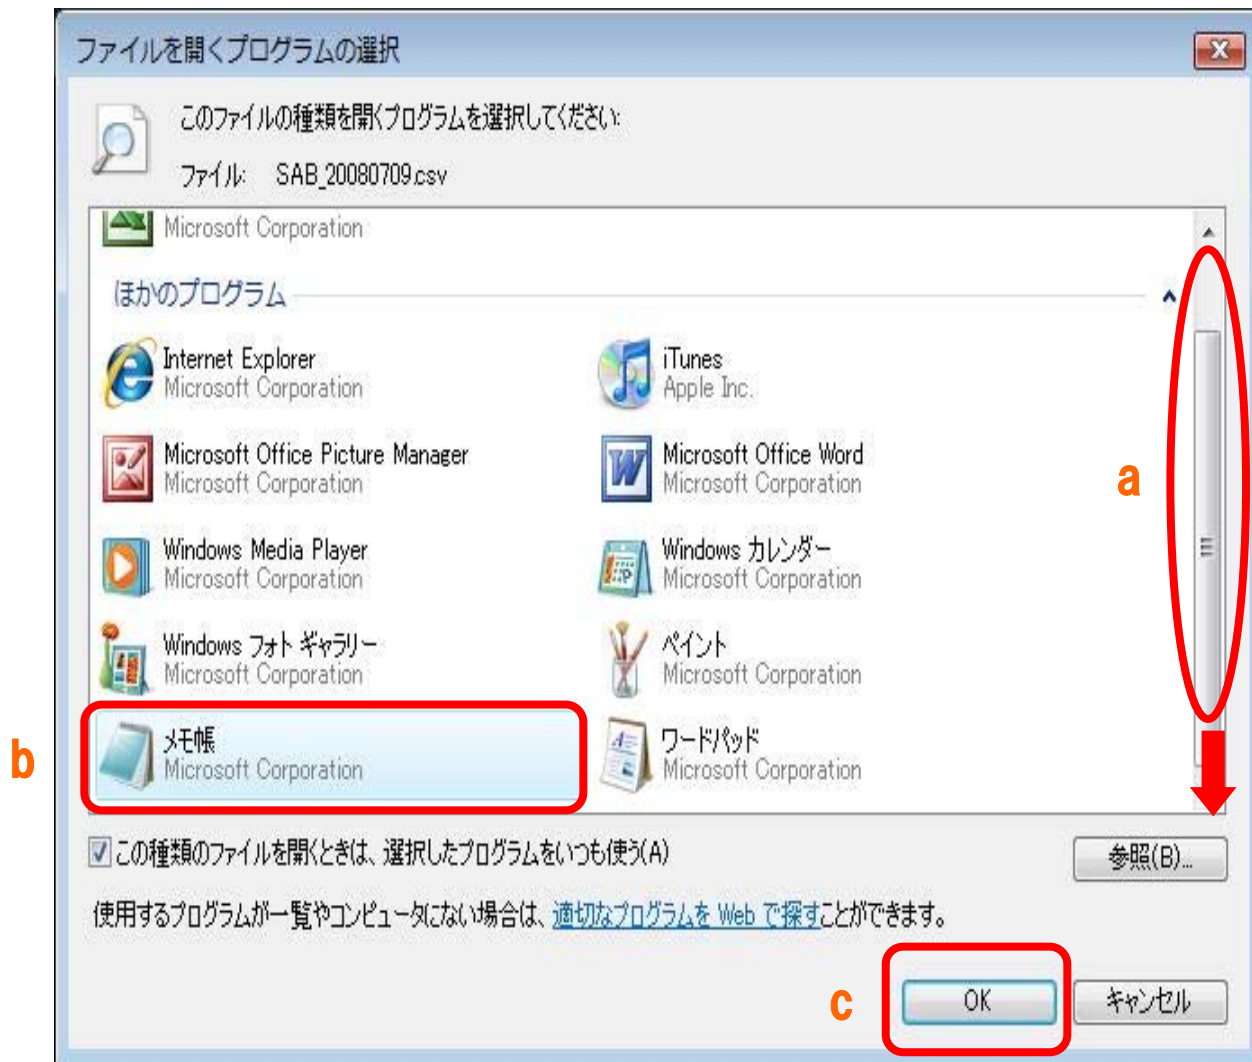 ファイルを開くプログラムの選択
このファイルの種類を開くプログラムを選択してください:
ファイル: SAB_20080709.csv
Microsoft Corporation
ほかのプログラム
Internet Explorer
Microsoft Corporation
iTunes
Apple Inc.
Microsoft Office Picture Manager
Microsoft Corporation
Microsoft Office Word
Microsoft Corporation
a
Windows Media Player
Microsoft Corporation
Windows カレンダー
Microsoft Corporation
Windows フォト ギャラリー
Microsoft Corporation
ペイント
Microsoft Corporation
b
メモ帳
Microsoft Corporation
ワードパッド
Microsoft Corporation
この種類のファイルを開くときは、選択したプログラムをいつも使う(A)
参照(B)...
使用するプログラムが一覧やコンピュータにない場合は、適切なプログラムを Web で探すことができます。
c
OK
キャンセル